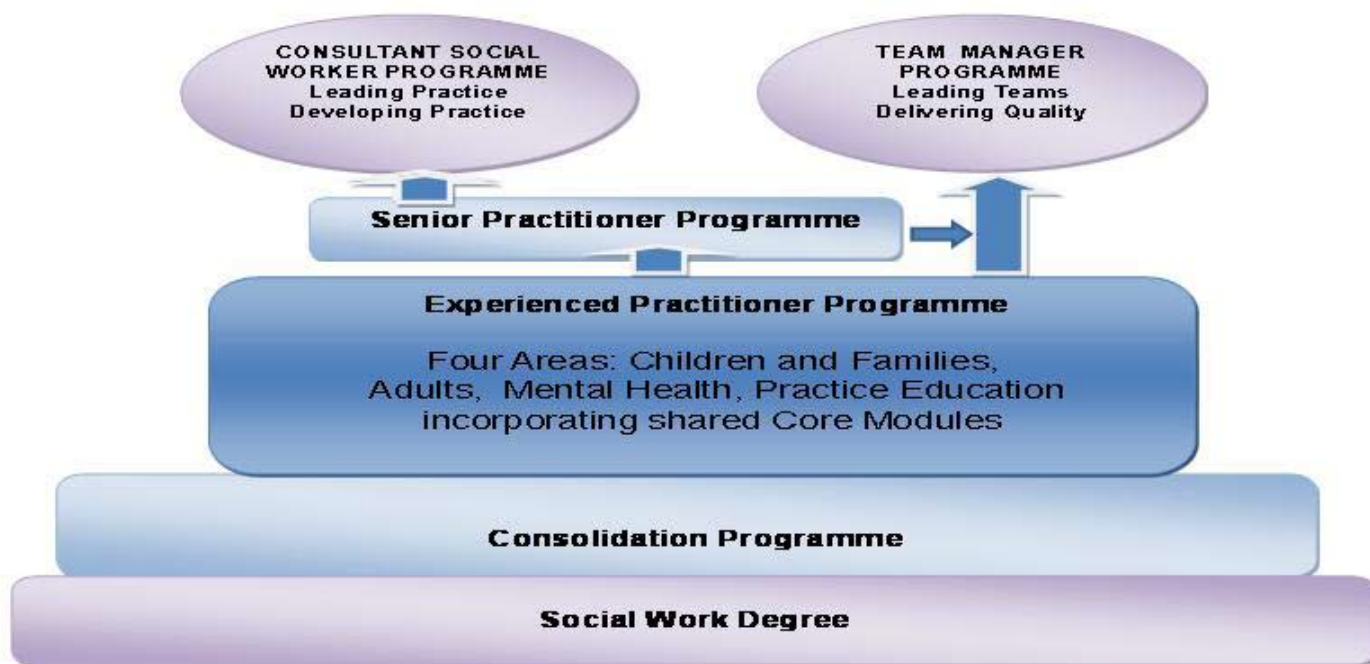 CONSULTANT SOCIAL
WORKER PROGRAMME
Leading Practice
Developing Practice
TEAM MANAGER
PROGRAMME
Leading Teams
Delivering Quality
Senior Practitioner Programme
Experienced Practitioner Programme
Four Areas: Children and Families,
Adults, Mental Health, Practice Education
incorporating shared Core Modules
Consolidation Programme
Social Work Degree